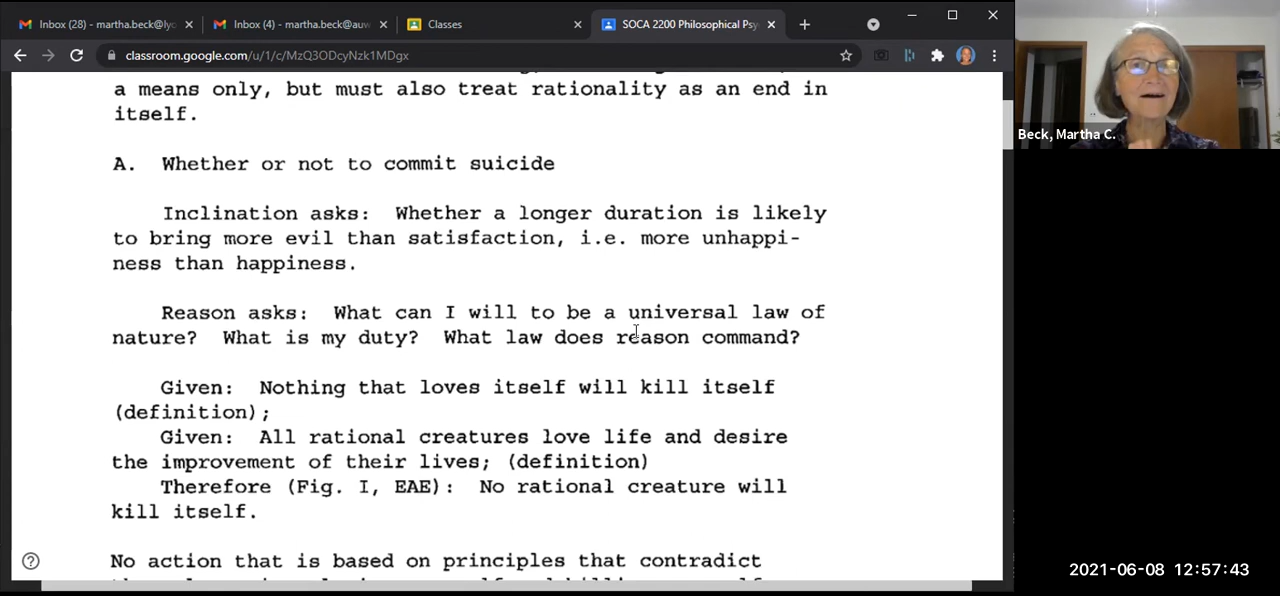 Inbox (28) - martha.beck@lyo
Inbox (4) - martha.beck@auw
Classes
SOCA 2200 Philosophical Psy
classroom.google.com/u/1/c/MzQ3ODcyNzk1MDgx
a means only, but must also treat rationality as an end in
itself.
A. Whether or not to commit suicide
Inclination asks: Whether a longer duration is likely
to bring more evil than satisfaction, i.e. more unhappi-
ness than happiness.
Reason asks: What can I will to be a universal law of
nature? What is my duty? What law does reason command?
Given: Nothing that loves itself will kill itself
(definition);
Given: All rational creatures love life and desire
the improvement of their lives; (definition)
Therefore (Fig. I, EAE): No rational creature will
kill itself.
No action that is based on principles that contradict
Beck, Martha C.
2021-06-08 12:57:43